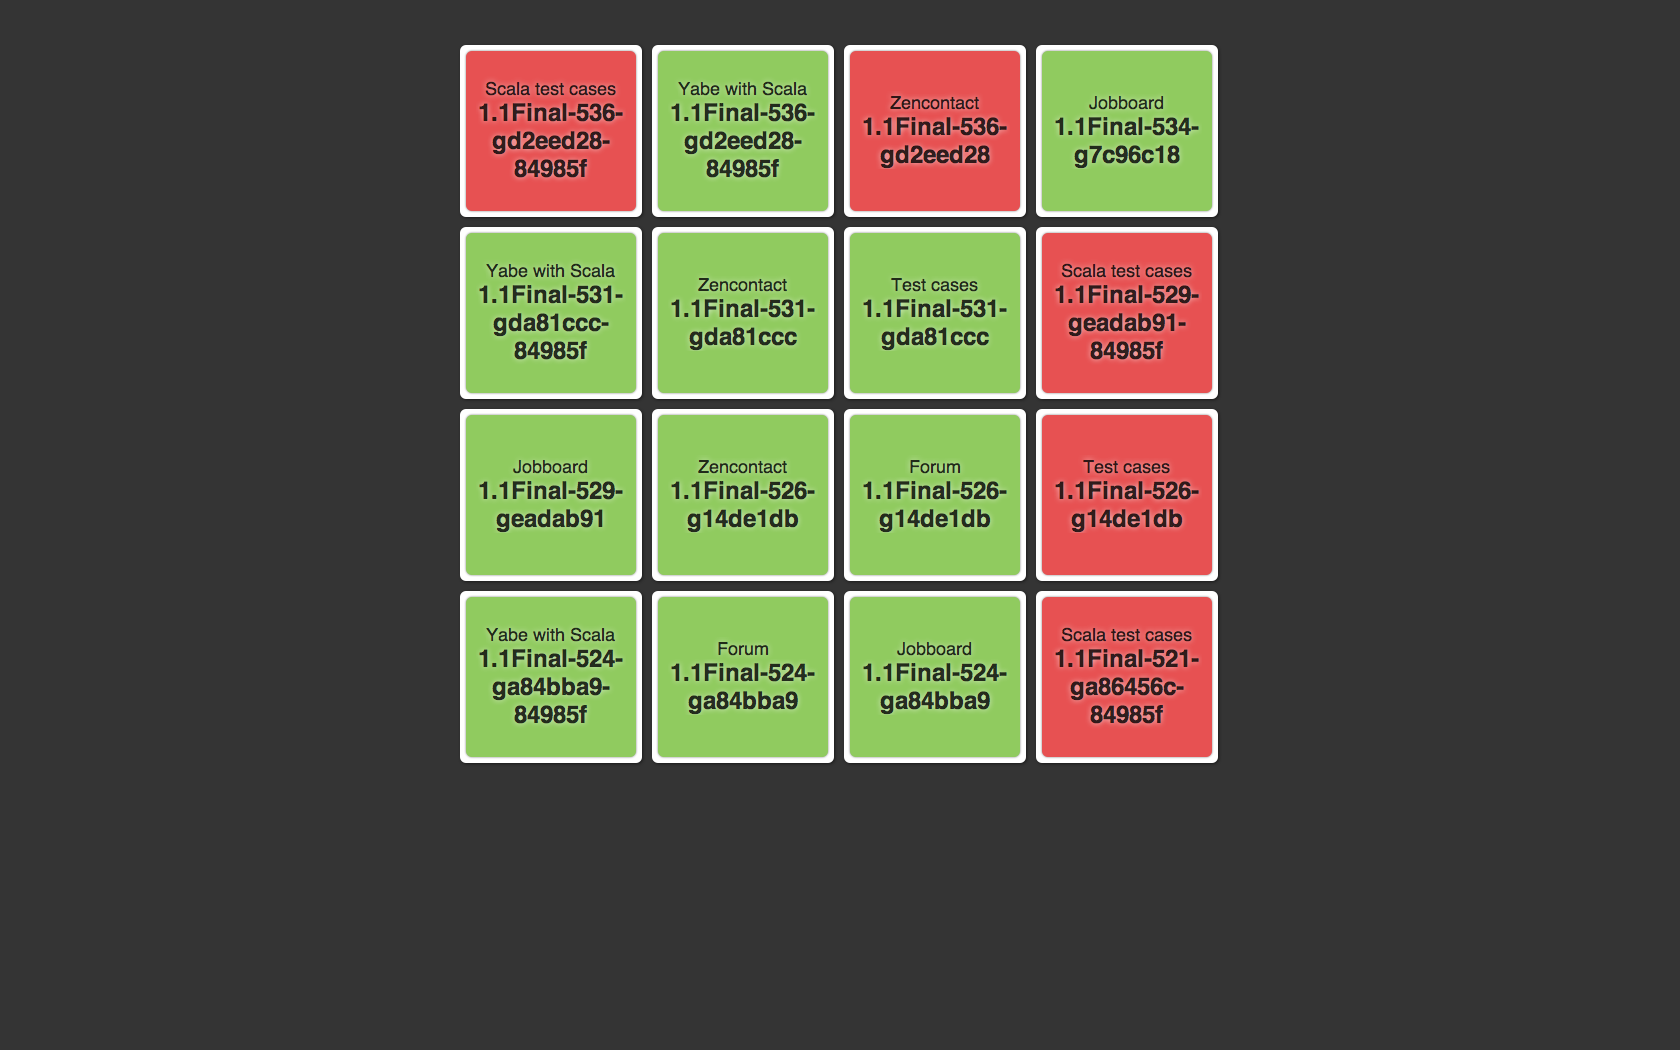 Scala test cases
1.1Final-536-
gd2eed28-
84985f
Yabe with Scala
1.1Final-536-
gd2eed28-
84985f
Zencontact
1.1Final-536-
gd2eed28
Jobboard
1.1Final-534-
g7c96c18
Yabe with Scala
1.1Final-531-
gda81ccc-
84985f
Zencontact
1.1Final-531-
gda81ccc
Test cases
1.1Final-531-
gda81ccc
Scala test cases
1.1Final-529-
geadab91-
84985f
Jobboard
1.1Final-529-
geadab91
Zencontact
1.1Final-526-
g14de1db
Forum
1.1Final-526-
g14de1db
Test cases
1.1Final-526-
g14de1db
Yabe with Scala
1.1Final-524-
ga84bba9-
84985f
Forum
1.1Final-524-
ga84bba9
Jobboard
1.1Final-524-
ga84bba9
Scala test cases
1.1Final-521-
ga86456c-
84985f